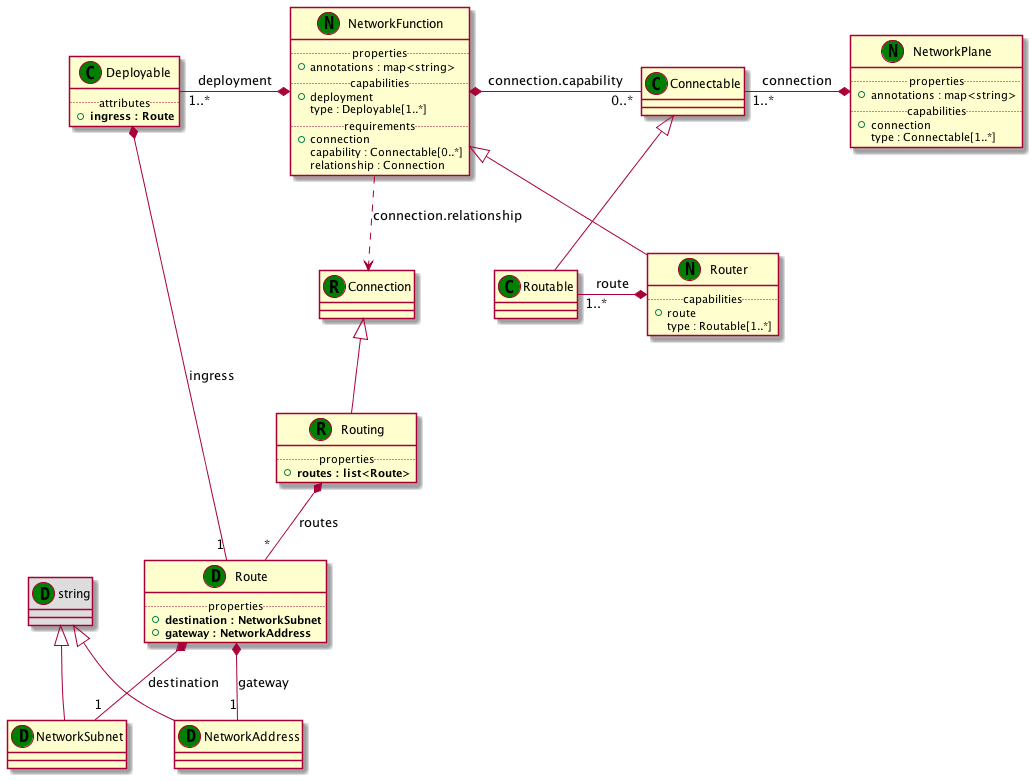 N NetworkFunction
properties
annotations : map<string>
capabilities
deployment
type : Deployable[1..*]
requirements
connection
capability : Connectable[0..*]
relationship : Connection
C Deployable
attributes
ingress : Route
deployment
1..*
connection.capability
0..*
C Connectable
connection
1..*
N NetworkPlane
properties
annotations : map<string>
capabilities
connection
type : Connectable[1..*]
connection.relationship
R Connection
C Routable
route
1..*
N Router
capabilities
route
type : Routable[1..*]
ingress
1
R Routing
properties
routes : list<Route>
routes
*
D Route
properties
destination : NetworkSubnet
gateway : NetworkAddress
D string
destination
1
gateway
1
D NetworkSubnet
D NetworkAddress